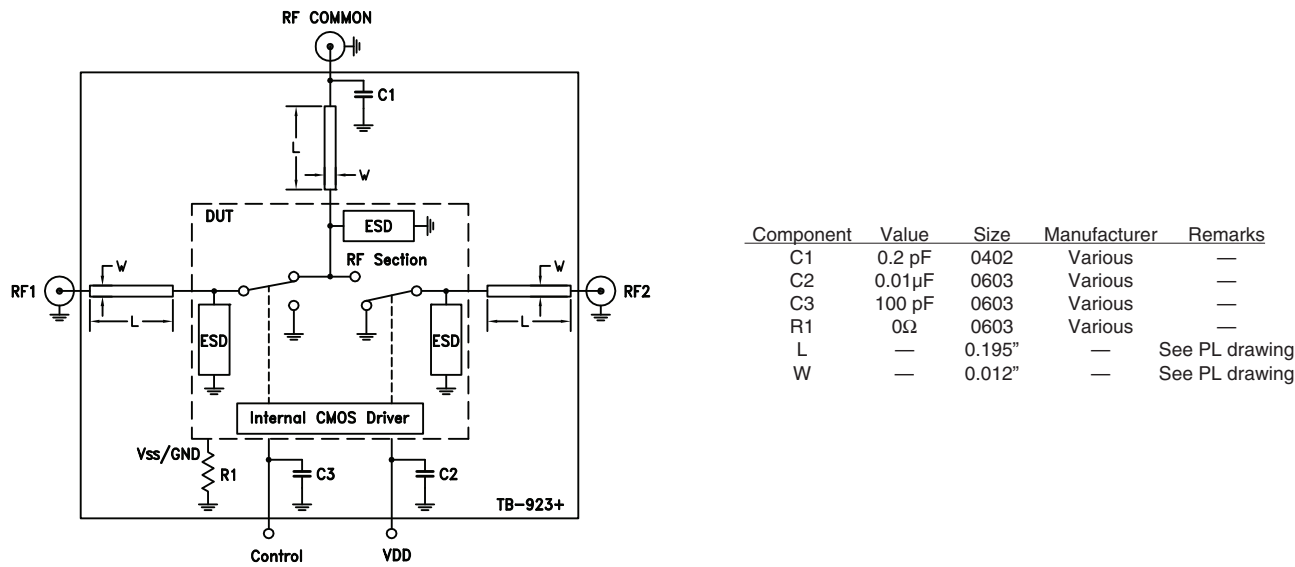 RF COMMON
C1
L
W
DUT
ESD
RF Section
W
RF1
L
ESD
W
RF2
L
ESD
Internal CMOS Driver
Vss/GND
R1
C3
C2
TB-923+
Control
VDD
Component Value Size Manufacturer Remarks
C1 0.2 pF 0402 Various —
C2 0.01µF 0603 Various —
C3 100 pF 0603 Various —
R1 0Ω 0603 Various —
L — 0.195” — See PL drawing
W — 0.012” — See PL drawing